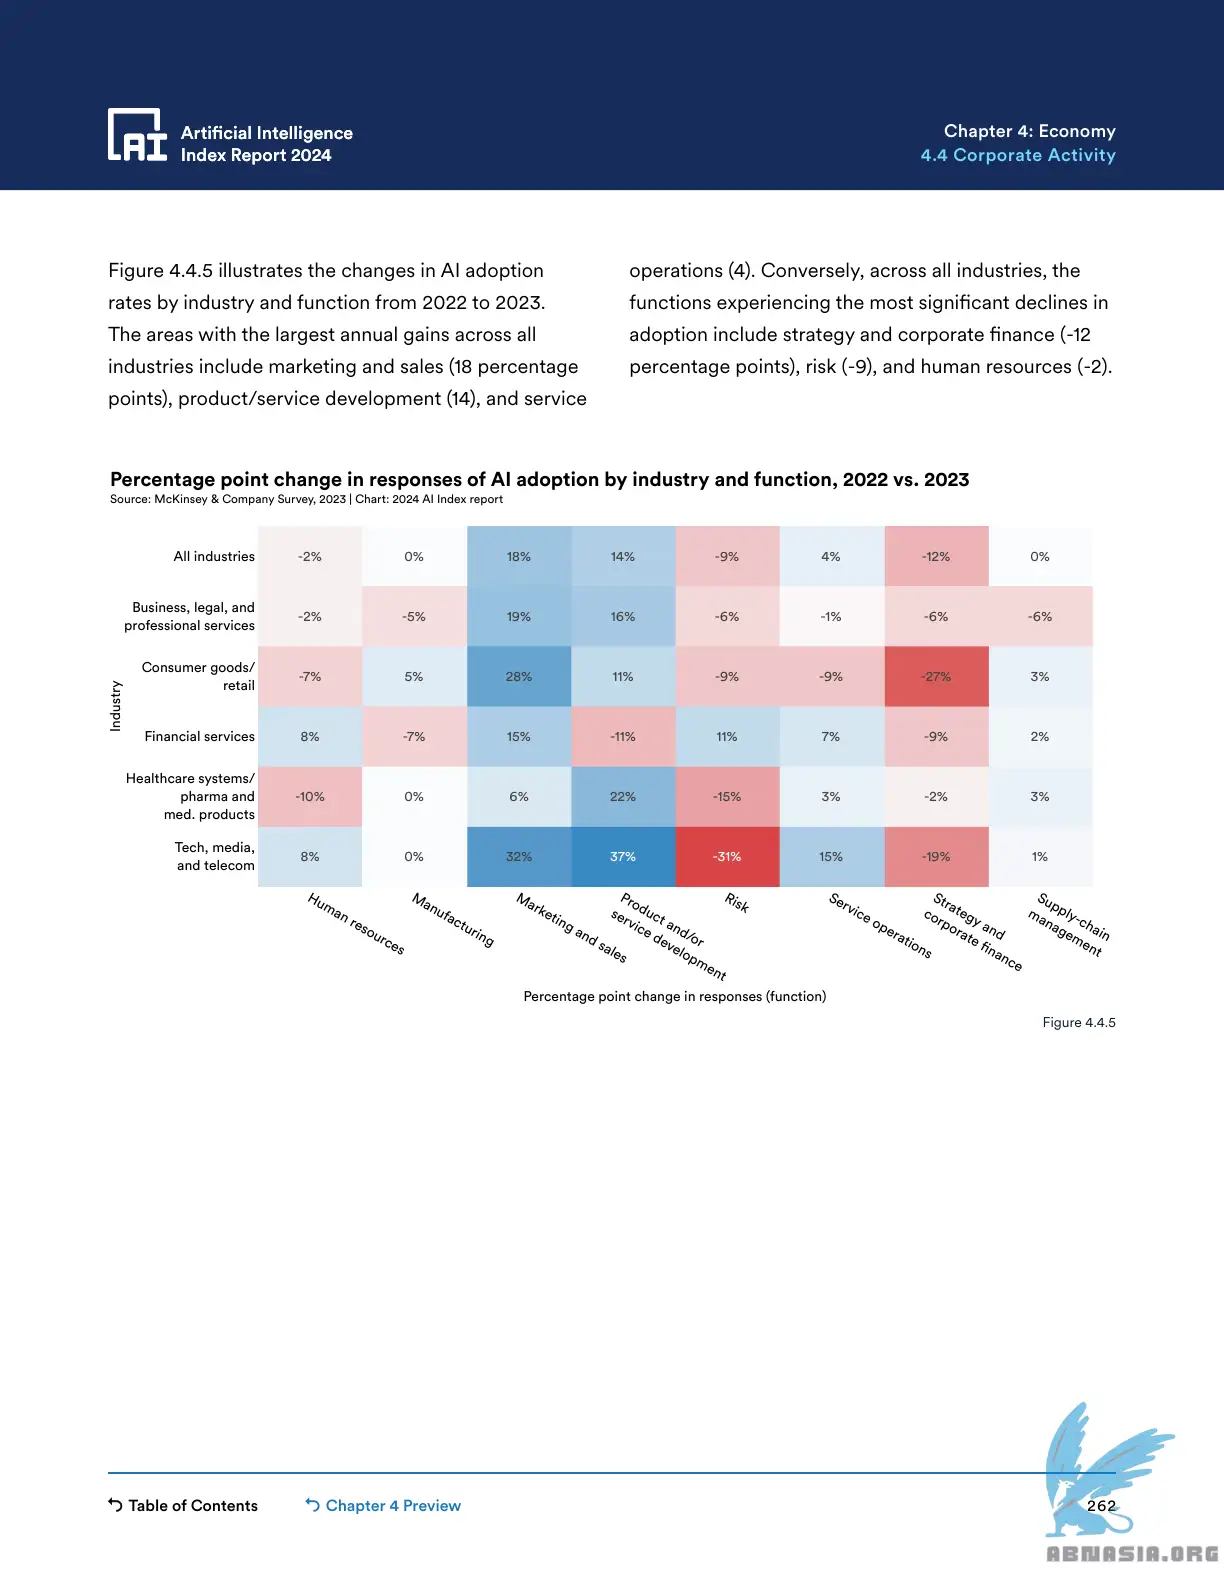 Artificial Intelligence
Index Report 2024
Chapter 4: Economy
4.4 Corporate Activity
Figure 4.4.5 illustrates the changes in AI adoption
rates by industry and function from 2022 to 2023.
The areas with the largest annual gains across all
industries include marketing and sales (18 percentage
points), product/service development (14), and service
operations (4). Conversely, across all industries, the
functions experiencing the most significant declines in
adoption include strategy and corporate finance (-12
percentage points), risk (-9), and human resources (-2).
Percentage point change in responses of AI adoption by industry and function, 2022 vs. 2023
Source: McKinsey & Company Survey, 2023 | Chart: 2024 AI Index report
Industry
All industries -2% 0% 18% 14% -9% 4% -12% 0%
Business, legal, and
professional services -2% -5% 19% 16% -6% -1% -6% -6%
Consumer goods/
retail -7% 5% 28% 11% -9% -9% -27% 3%
Financial services 8% -7% 15% -11% 11% 7% -9% 2%
Healthcare systems/
pharma and
med. products -10% 0% 6% 22% -15% 3% -2% 3%
Tech, media,
and telecom 8% 0% 32% 37% -31% 15% -19% 1%
Human resources
Manufacturing
Marketing and sales
Product and/or
service development
Risk
Service operations
Strategy and
corporate finance
Supply-chain
management
Percentage point change in responses (function)
Figure 4.4.5
Table of Contents
Chapter 4 Preview
262
ABNASIA.ORG